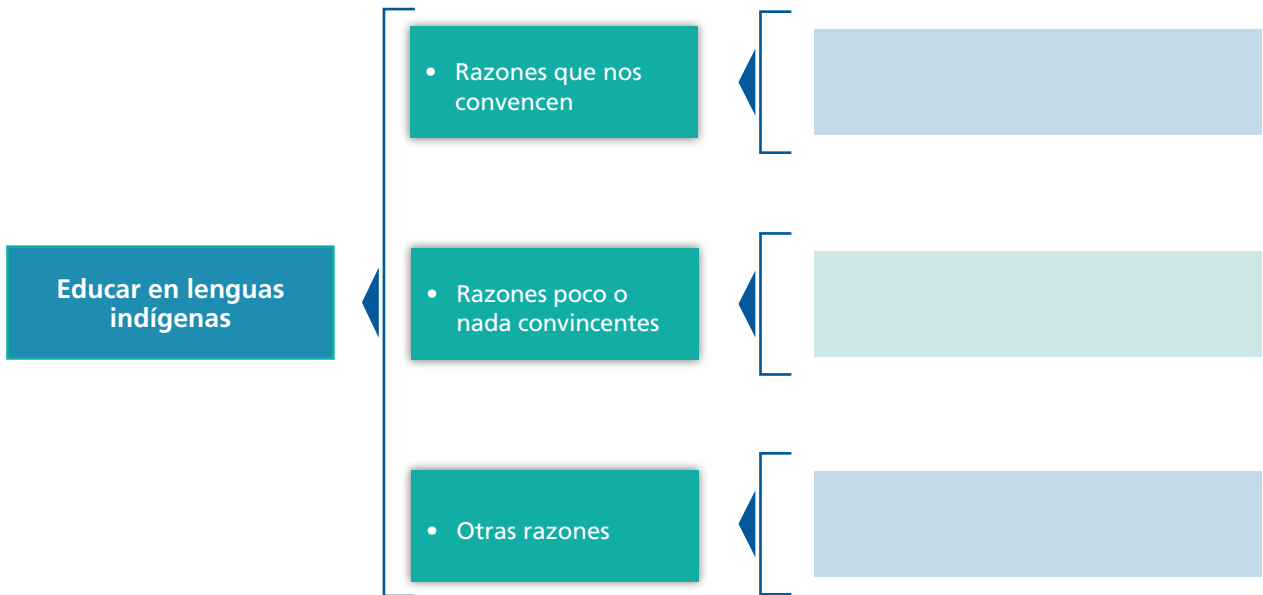 • Razones que nos
convencen
Educar en lenguas
indígenas
• Razones poco o
nada convincentes
• Otras razones